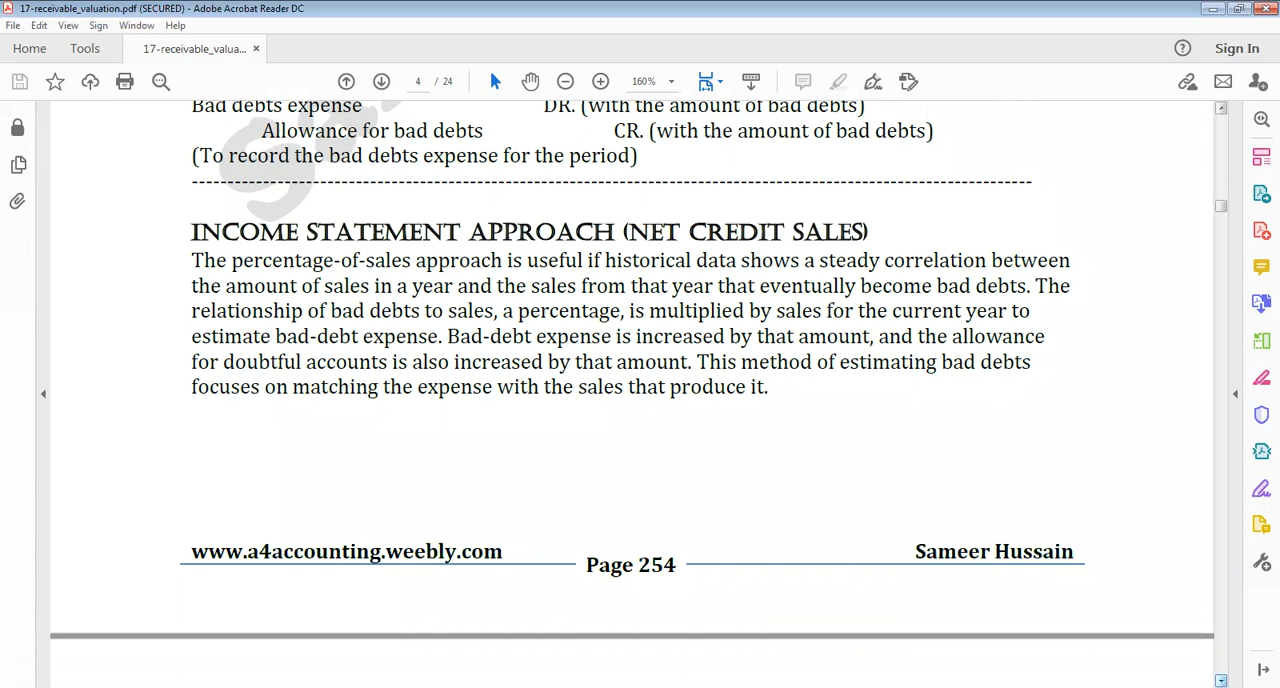 17-receivable_valuation.pdf (SECURED) - Adobe Acrobat Reader DC
File Edit View Sign Window Help
Home Tools 17-receivable_valua... × Sign In
4 / 24 160%
Bad debts expense DR. (with the amount of bad debts)
Allowance for bad debts CR. (with the amount of bad debts)
(To record the bad debts expense for the period)
INCOME STATEMENT APPROACH (NET CREDIT SALES)
The percentage-of-sales approach is useful if historical data shows a steady correlation between
the amount of sales in a year and the sales from that year that eventually become bad debts. The
relationship of bad debts to sales, a percentage, is multiplied by sales for the current year to
estimate bad-debt expense. Bad-debt expense is increased by that amount, and the allowance
for doubtful accounts is also increased by that amount. This method of estimating bad debts
focuses on matching the expense with the sales that produce it.
www.a4accounting.weebly.com Sameer Hussain
Page 254